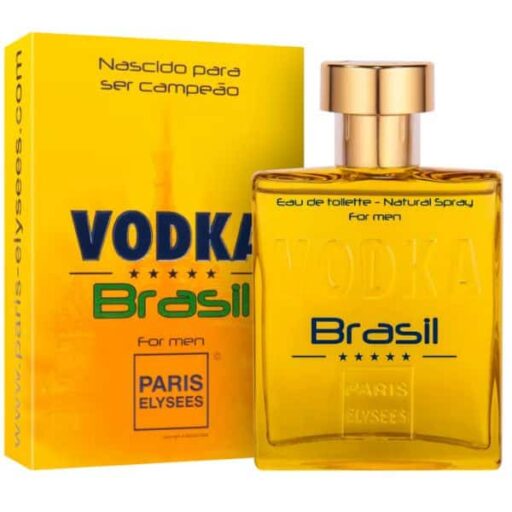 www.paris-elysees.com
Nascido para
ser campeão
VODKA
★★★★★
Brasil
For men
PARIS
ELYSEES
©
Eau de toilette - Natural Spray
For men
VODKA
Brasil
★★★★★
PARIS
ELYSEES